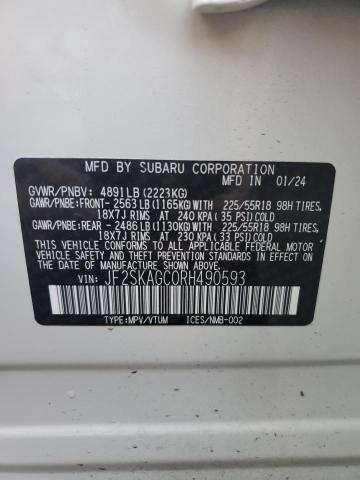 MFD BY SUBARU CORPORATION 01/24
GVWR/PNBV: 4891LB (2223KG)
GAWR/PNBE:FRONT- 2563 LB (1165KG) WITH 225/55R18 98H TIRES,
18X7J RIMS AT 240 KPA (35 PSI) COLD
GAWR/PNBE:REAR - 2486 LB (1130KG) WITH 225/55R18 98H TIRES,
18X7J RIMS AT 230 KPA (33 PSI) COLD
THIS VEHICLE CONFORMS TO ALL APPLICABLE FEDERAL MOTOR
VEHICLE SAFETY, BUMPER, AND THEFT PREVENTION STANDARDS IN
EFFECT ON THE DATE OF MANUFACTURE SHOWN ABOVE.
VIN: JF2SKAGC0RH490593
TYPE:MPV/VTUM ICES/NMB-002